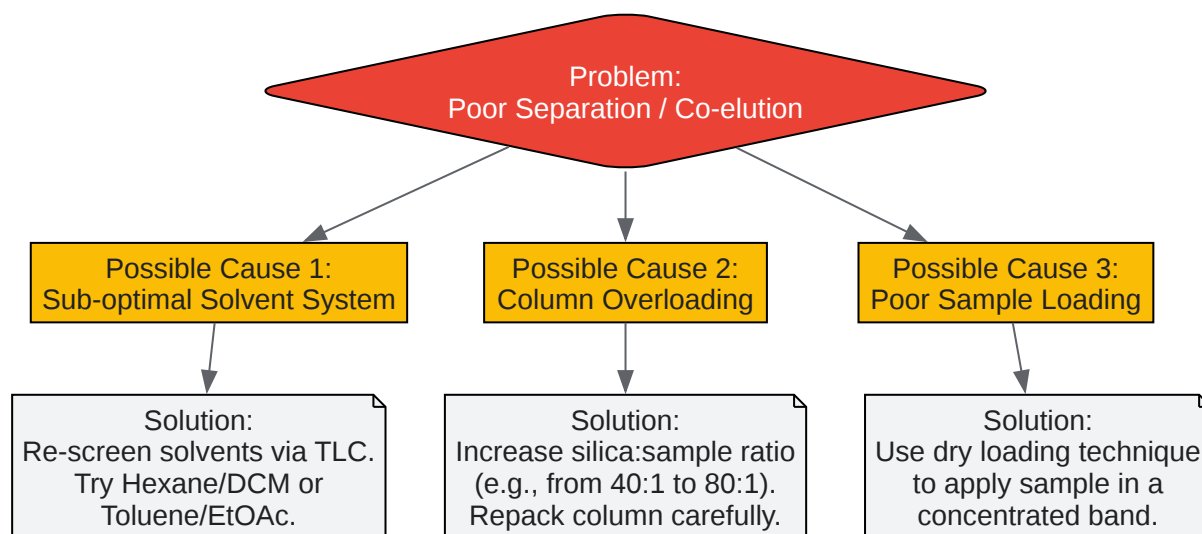 Problem:
Poor Separation / Co-elution
Possible Cause 1:
Sub-optimal Solvent System
Possible Cause 2:
Column Overloading
Possible Cause 3:
Poor Sample Loading
Solution:
Re-screen solvents via TLC.
Try Hexane/DCM or
Toluene/EtOAc.
Solution:
Increase silica:sample ratio
(e.g., from 40:1 to 80:1).
Repack column carefully.
Solution:
Use dry loading technique
to apply sample in a
concentrated band.